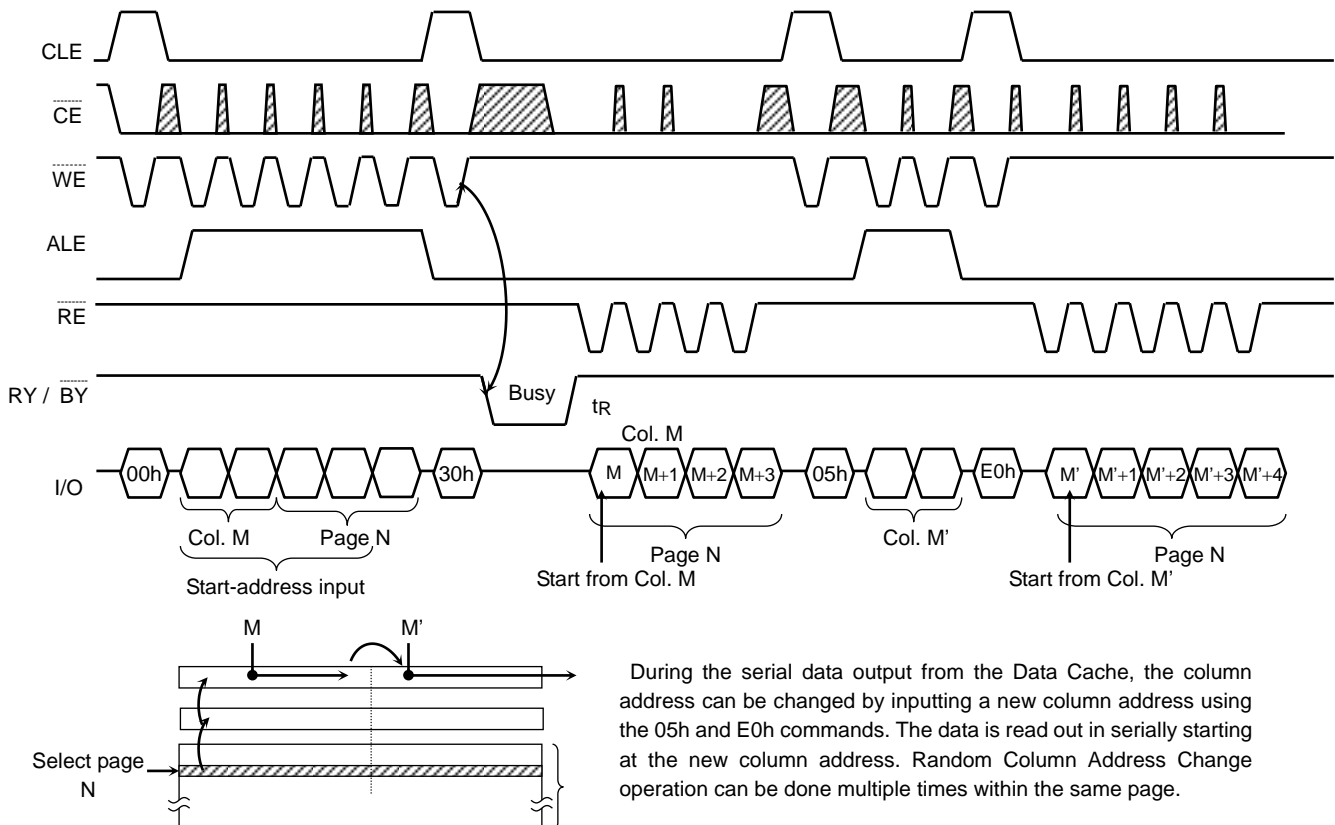 CLE
CE
WE
ALE
RE
RY / BY
Busy
tR
Col. M
I/O
00h
30h
M
M+1
M+2
M+3
05h
E0h
M'
M'+1
M'+2
M'+3
M'+4
Col. M
Page N
Page N
Col. M'
Page N
Start-address input
Start from Col. M
Start from Col. M'
M
M'
Select page
N
During the serial data output from the Data Cache, the column
address can be changed by inputting a new column address using
the 05h and E0h commands. The data is read out in serially starting
at the new column address. Random Column Address Change
operation can be done multiple times within the same page.